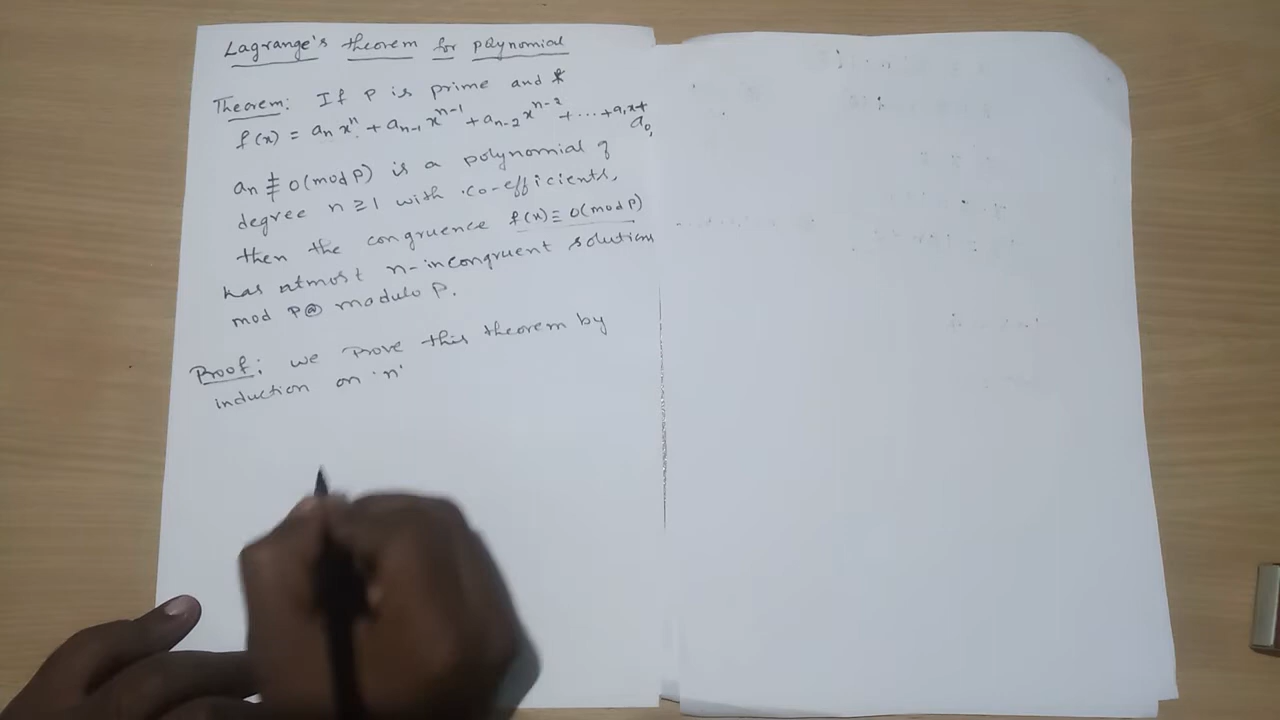 Lagrange's theorem for polynomial
Theorem: If P is prime and
f(x) = aₙxⁿ + aₙ₋₁xⁿ⁻¹ + aₙ₋₂xⁿ⁻² + ... + a₁x + a₀,
aₙ ≢ 0(mod P) is a polynomial of
degree n ≥ 1 with co-efficients,
then the congruence f(x) ≡ 0(mod P)
has atmost n-incongruent solutions
mod P modulo P.
Proof: we Prove this theorem by
induction on 'n'